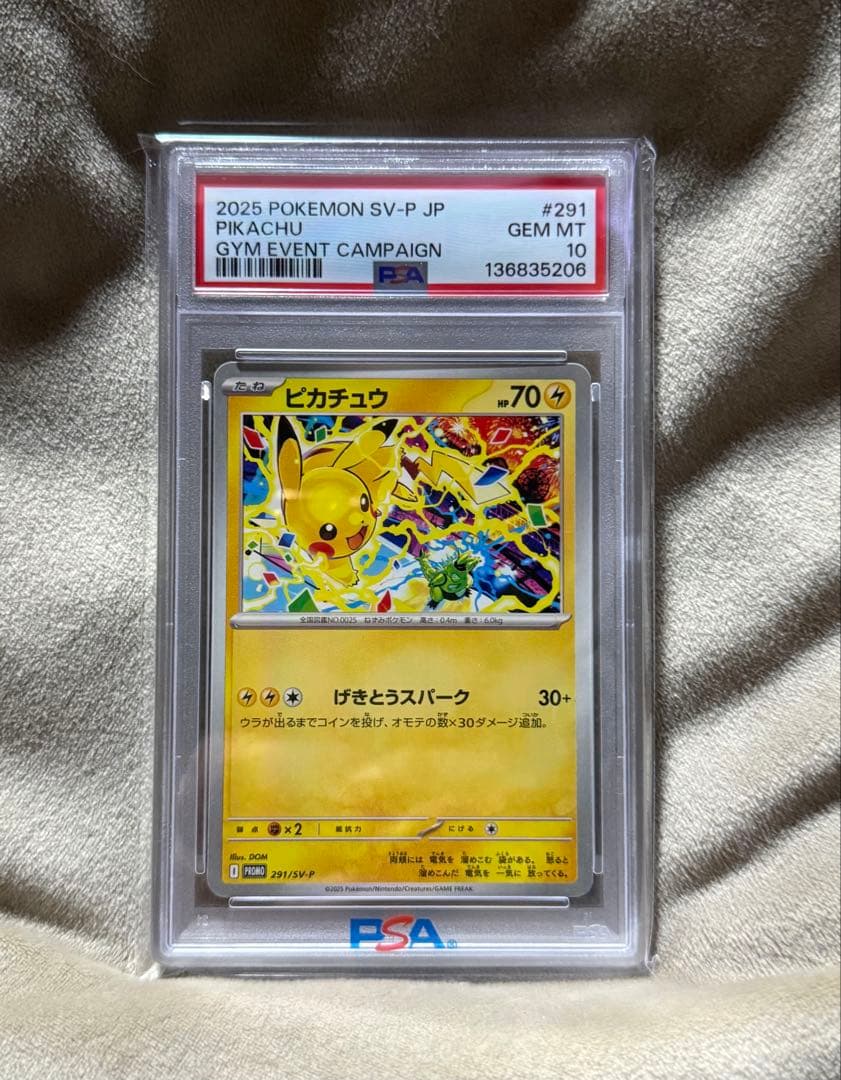 2025 POKEMON SV-P JP #291
PIKACHU GEM MT
GYM EVENT CAMPAIGN 10
PSA 136835206
たね ピカチュウ HP70
全国図鑑NO.0025 ねずみポケモン 高さ:0.4m 重さ:6.0kg
げきとうスパーク 30+
ウラが出るまでコインを投げ、オモテの数×30ダメージ追加。
弱点 ×2 抵抗力 にげる
Illus. DOM
両頬には 電気を 溜めこむ 袋がある。 怒ると
溜めこんだ 電気を 一気に 放ってくる。
I PROMO 291/SV-P
©2025 Pokémon/Nintendo/Creatures/GAME FREAK.
PSA®